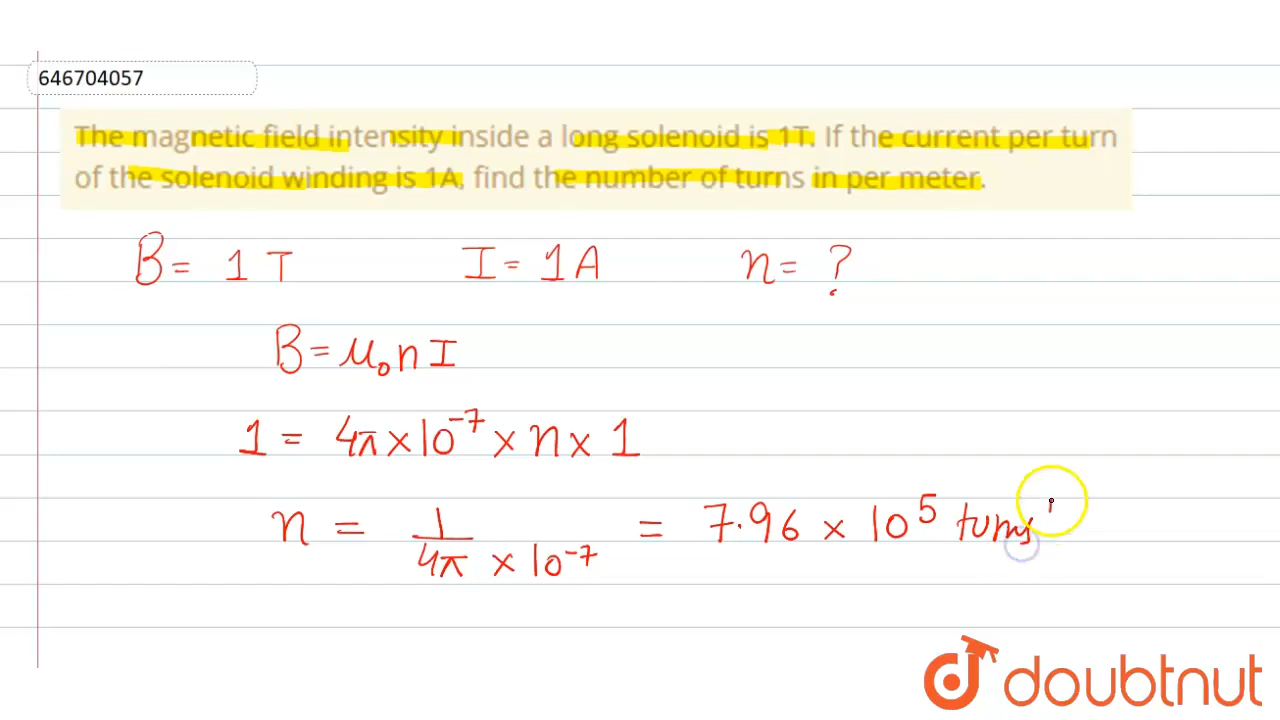 646704057
The magnetic field intensity inside a long solenoid is 1T. If the current per turn
of the solenoid winding is 1A, find the number of turns in per meter.
B = 1 T I = 1 A n = ?
B = μ₀ n I
1 = 4π × 10⁻⁷ × n × 1
n = 1 / 4π × 10⁻⁷ = 7.96 × 10⁵ turns
doubtnut